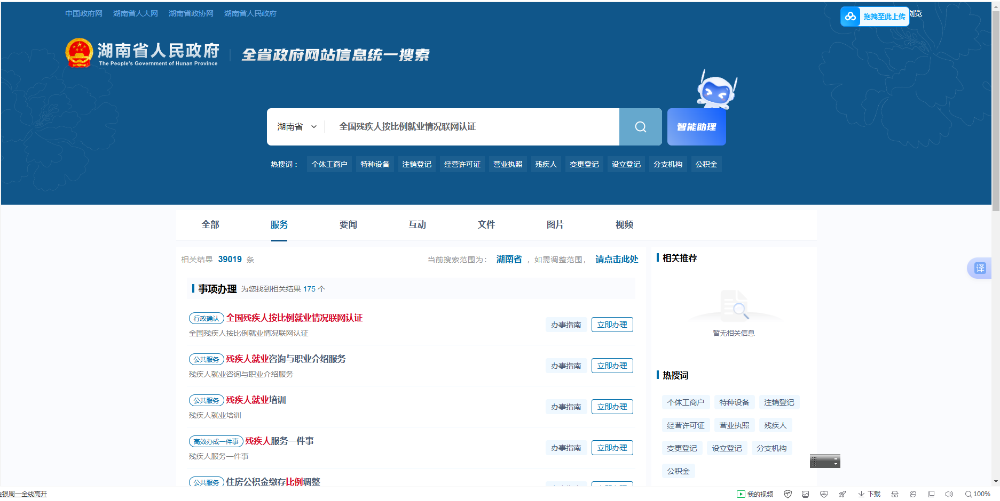 中国政府网 湖南省人大网 湖南省政协网 湖南省人民政府
拖拽至此上传 浏览
湖南省人民政府
The People's Government of Hunan Province
全省政府网站信息统一搜索
湖南省 全国残疾人按比例就业情况联网认证 智能助理
热搜词： 个体工商户 特种设备 注销登记 经营许可证 营业执照 残疾人 变更登记 设立登记 分支机构 公积金
全部 服务 要闻 互动 文件 图片 视频
相关结果 39019 条 当前搜索范围为： 湖南省 ，如需调整范围， 请点击此处
相关推荐
译
事项办理 为您找到相关结果 175 个
行政确认 全国残疾人按比例就业情况联网认证
全国残疾人按比例就业情况联网认证
办事指南 立即办理
暂无相关信息
公共服务 残疾人就业咨询与职业介绍服务
残疾人就业咨询与职业介绍服务
办事指南 立即办理
热搜词
公共服务 残疾人就业培训
残疾人就业培训
办事指南 立即办理
个体工商户 特种设备 注销登记
经营许可证 营业执照 残疾人
高效办成一件事 残疾人服务一件事
残疾人服务一件事
办事指南 立即办理
变更登记 设立登记 分支机构
公积金
公共服务 住房公积金缴存比例调整
银周一全线高开
我的视频 下载 100%